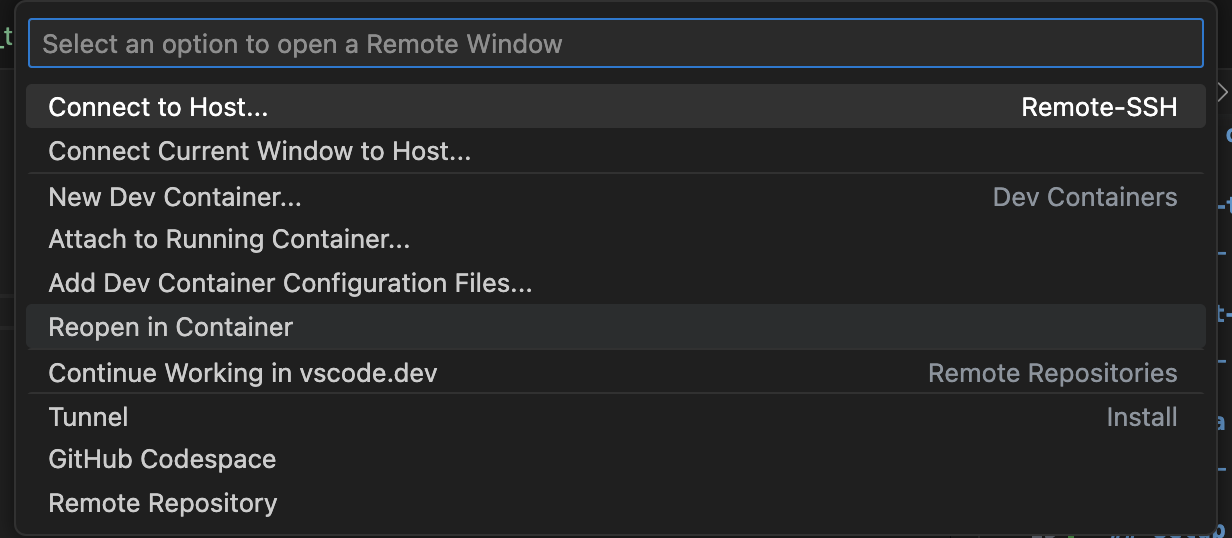 Select an option to open a Remote Window
Connect to Host... Remote-SSH
Connect Current Window to Host...
New Dev Container... Dev Containers
Attach to Running Container...
Add Dev Container Configuration Files...
Reopen in Container
Continue Working in vscode.dev Remote Repositories
Tunnel Install
GitHub Codespace
Remote Repository